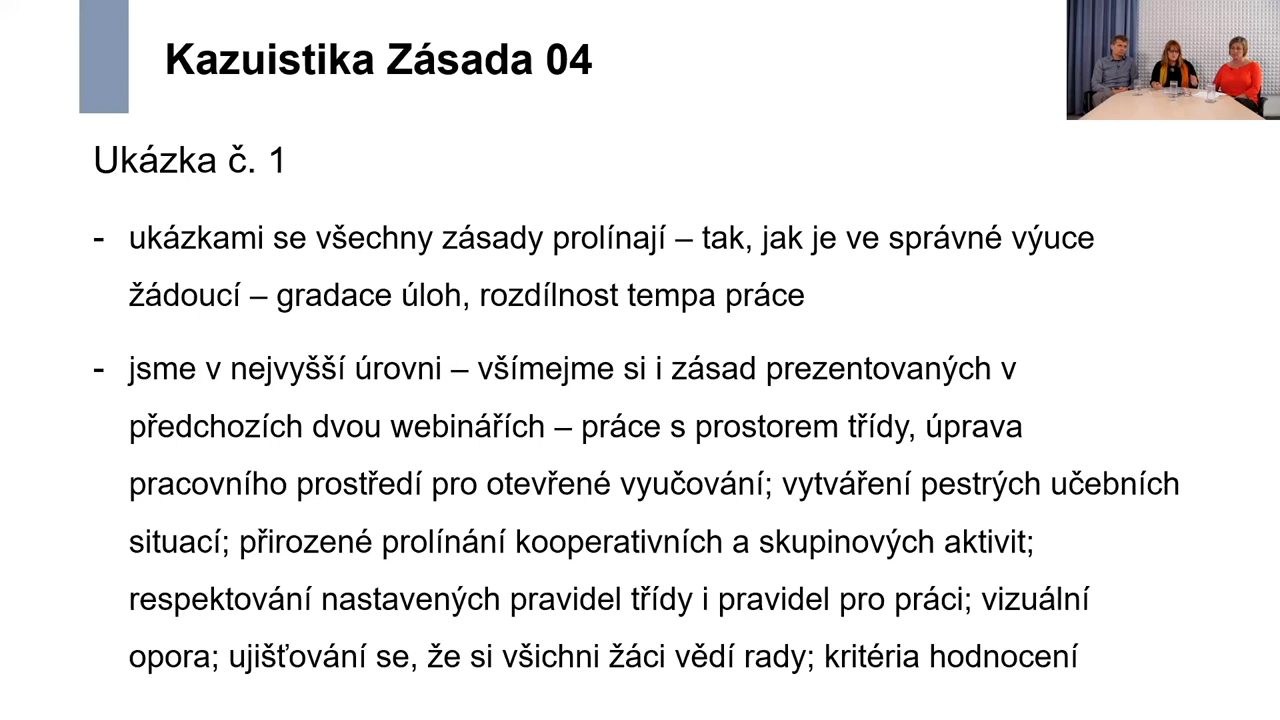 Kazuistika Zásada 04
Ukázka č. 1
- ukázkami se všechny zásady prolínají – tak, jak je ve správné výuce
žádoucí – gradace úloh, rozdílnost tempa práce
- jsme v nejvyšší úrovni – všímejme si i zásad prezentovaných v
předchozích dvou webinářích – práce s prostorem třídy, úprava
pracovního prostředí pro otevřené vyučování; vytváření pestrých učebních
situací; přirozené prolínání kooperativních a skupinových aktivit;
respektování nastavených pravidel třídy i pravidel pro práci; vizuální
opora; ujišťování se, že si všichni žáci vědí rady; kritéria hodnocení